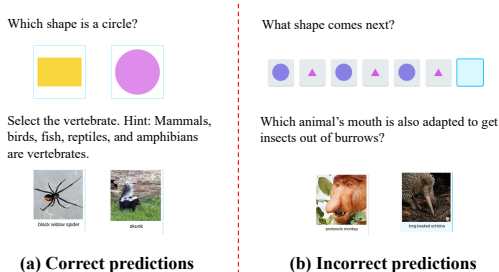 Which shape is a circle?
Select the vertebrate. Hint: Mammals,
birds, fish, reptiles, and amphibians
are vertebrates.
black widow spider
skunk
(a) Correct predictions
What shape comes next?
Which animal's mouth is also adapted to get
insects out of burrows?
proboscis monkey
long-beaked echidna
(b) Incorrect predictions